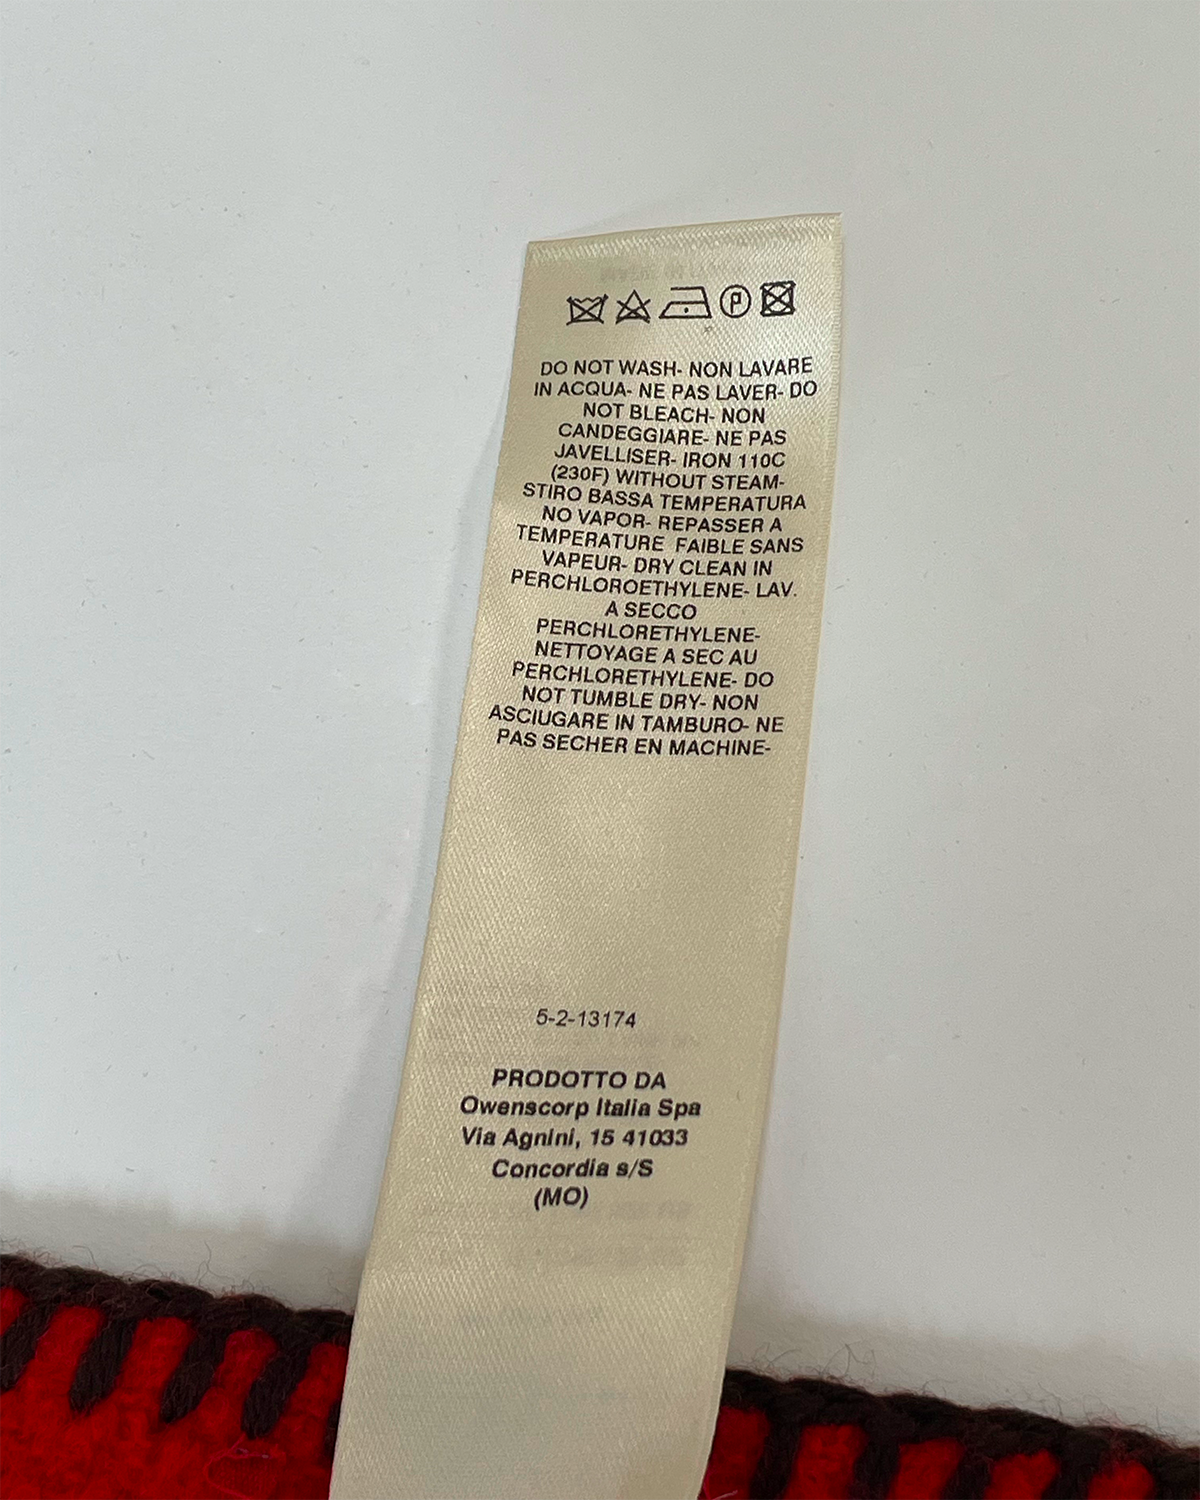 P
DO NOT WASH- NON LAVARE
IN ACQUA- NE PAS LAVER- DO
NOT BLEACH- NON
CANDEGGIARE- NE PAS
JAVELLISER- IRON 110C
(230F) WITHOUT STEAM-
STIRO BASSA TEMPERATURA
NO VAPOR- REPASSER A
TEMPERATURE FAIBLE SANS
VAPEUR- DRY CLEAN IN
PERCHLOROETHYLENE- LAV.
A SECCO
PERCHLORETHYLENE-
NETTOYAGE A SEC AU
PERCHLORETHYLENE- DO
NOT TUMBLE DRY- NON
ASCIUGARE IN TAMBURO- NE
PAS SECHER EN MACHINE-
5-2-13174
PRODOTTO DA
Owenscorp Italia Spa
Via Agnini, 15 41033
Concordia s/S
(MO)